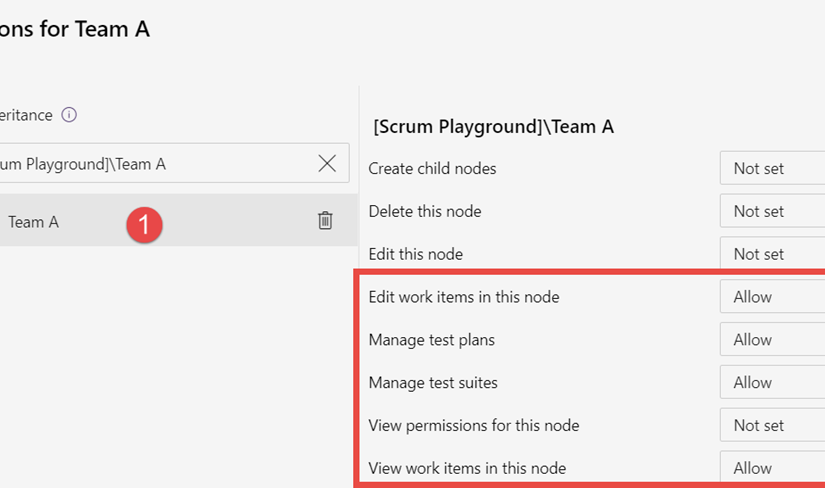 ons for Team A
eritance
[Scrum Playground]\Team A
um Playground]\Team A
Create child nodes
Not set
Team A
1
Delete this node
Not set
Edit this node
Not set
Edit work items in this node
Allow
Manage test plans
Allow
Manage test suites
Allow
View permissions for this node
Not set
View work items in this node
Allow